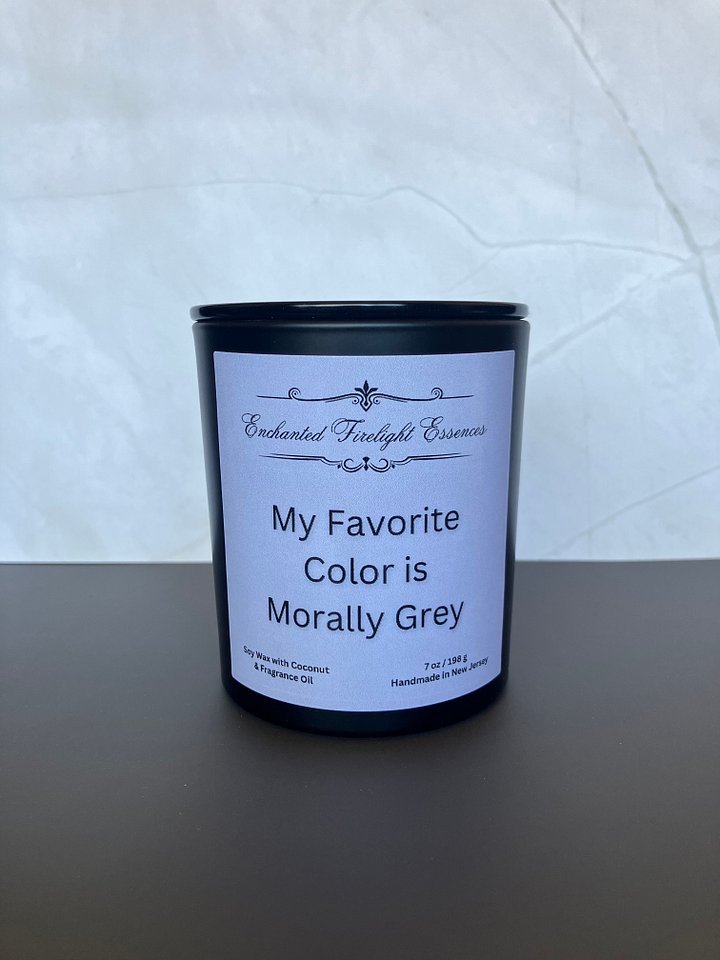 Enchanted Firelight Essences
My Favorite
Color is
Morally Grey
Soy Wax with Coconut
& Fragrance Oil
7 oz / 198 g
Handmade in New Jersey